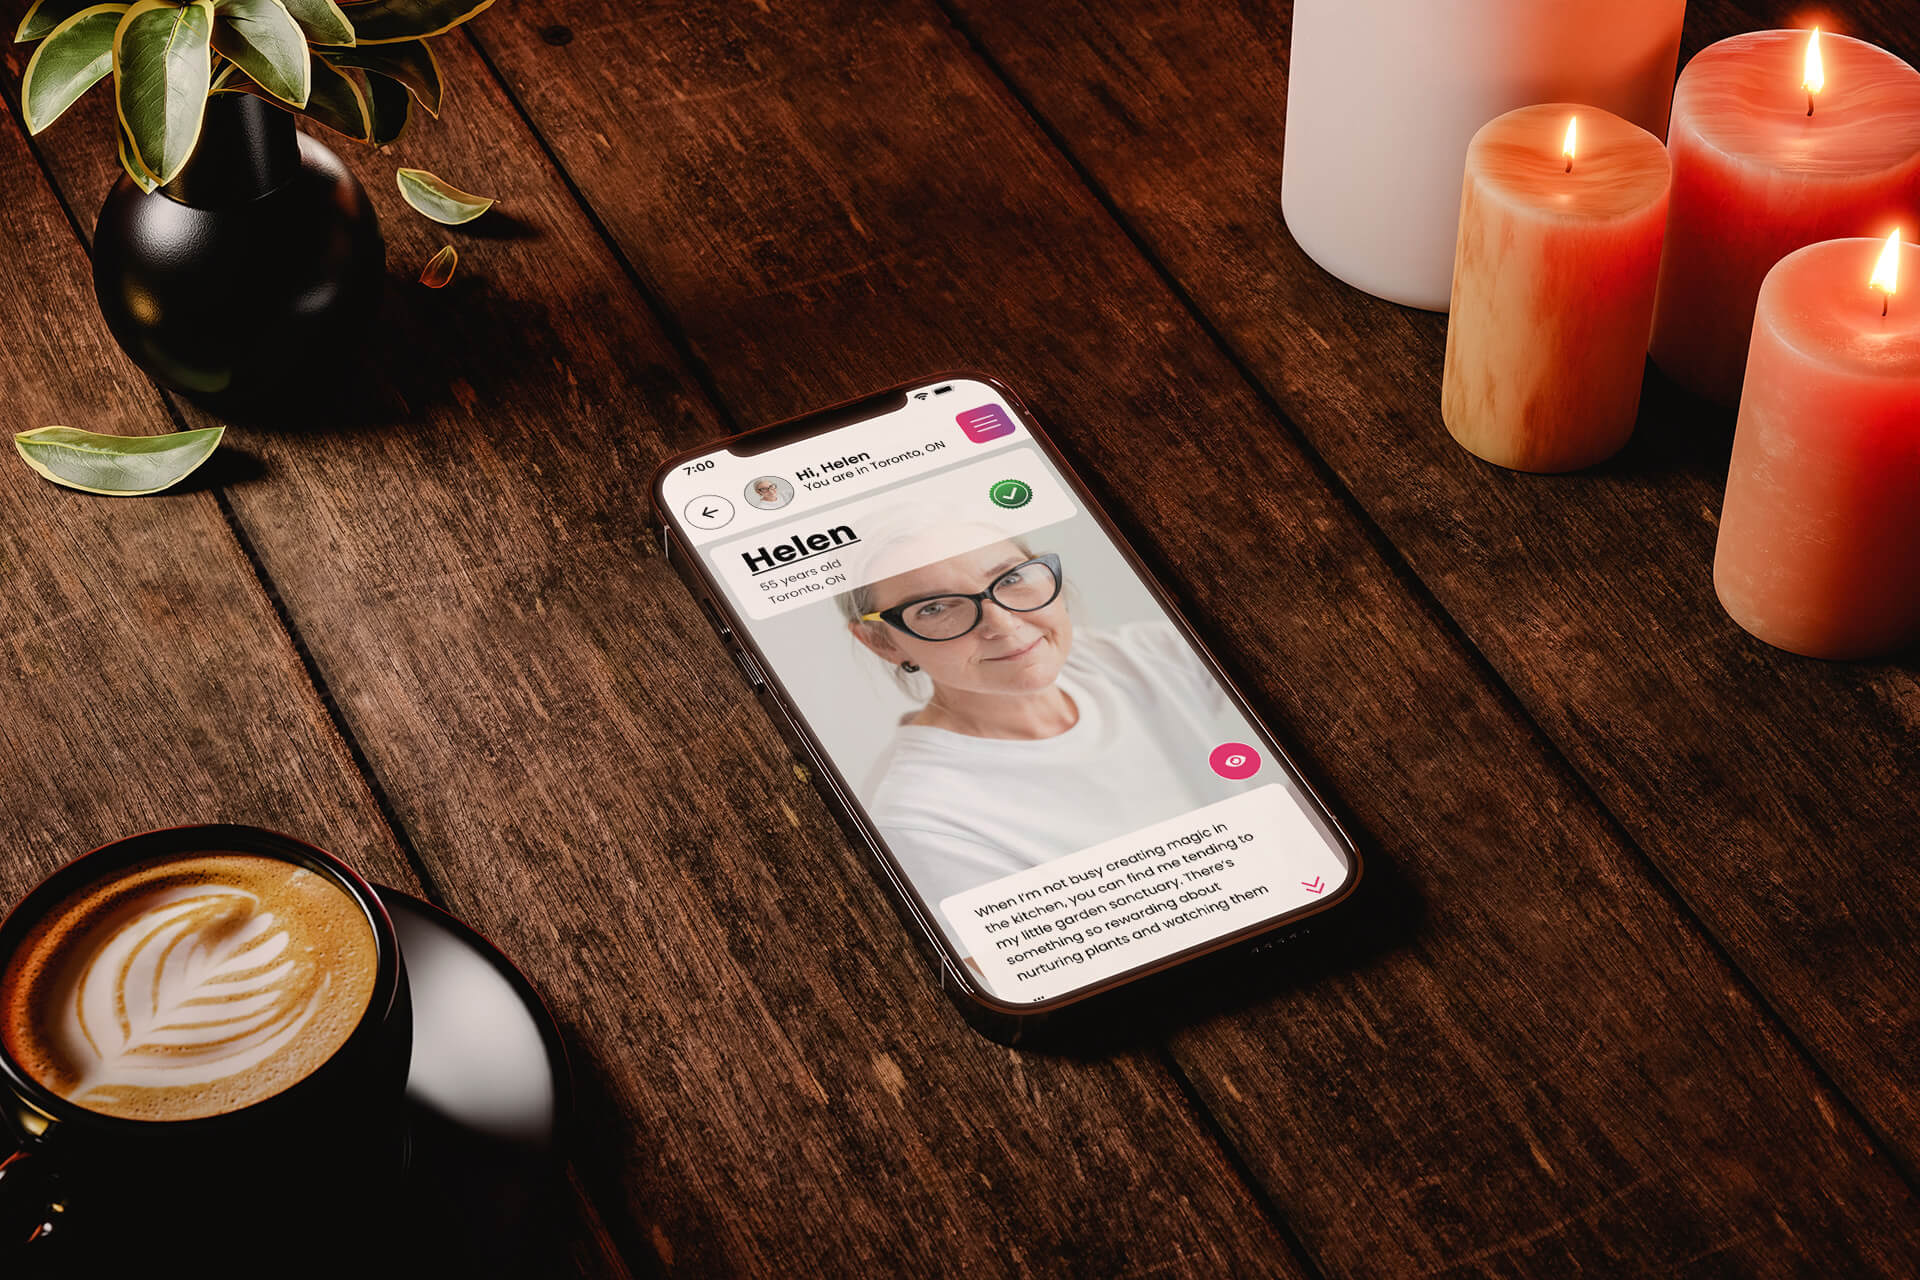 7:00
Hi, Helen
You are in Toronto, ON
Helen
55 years old
Toronto, ON
When I'm not busy creating magic in
the kitchen, you can find me tending to
my little garden sanctuary. There's
something so rewarding about
nurturing plants and watching them
...